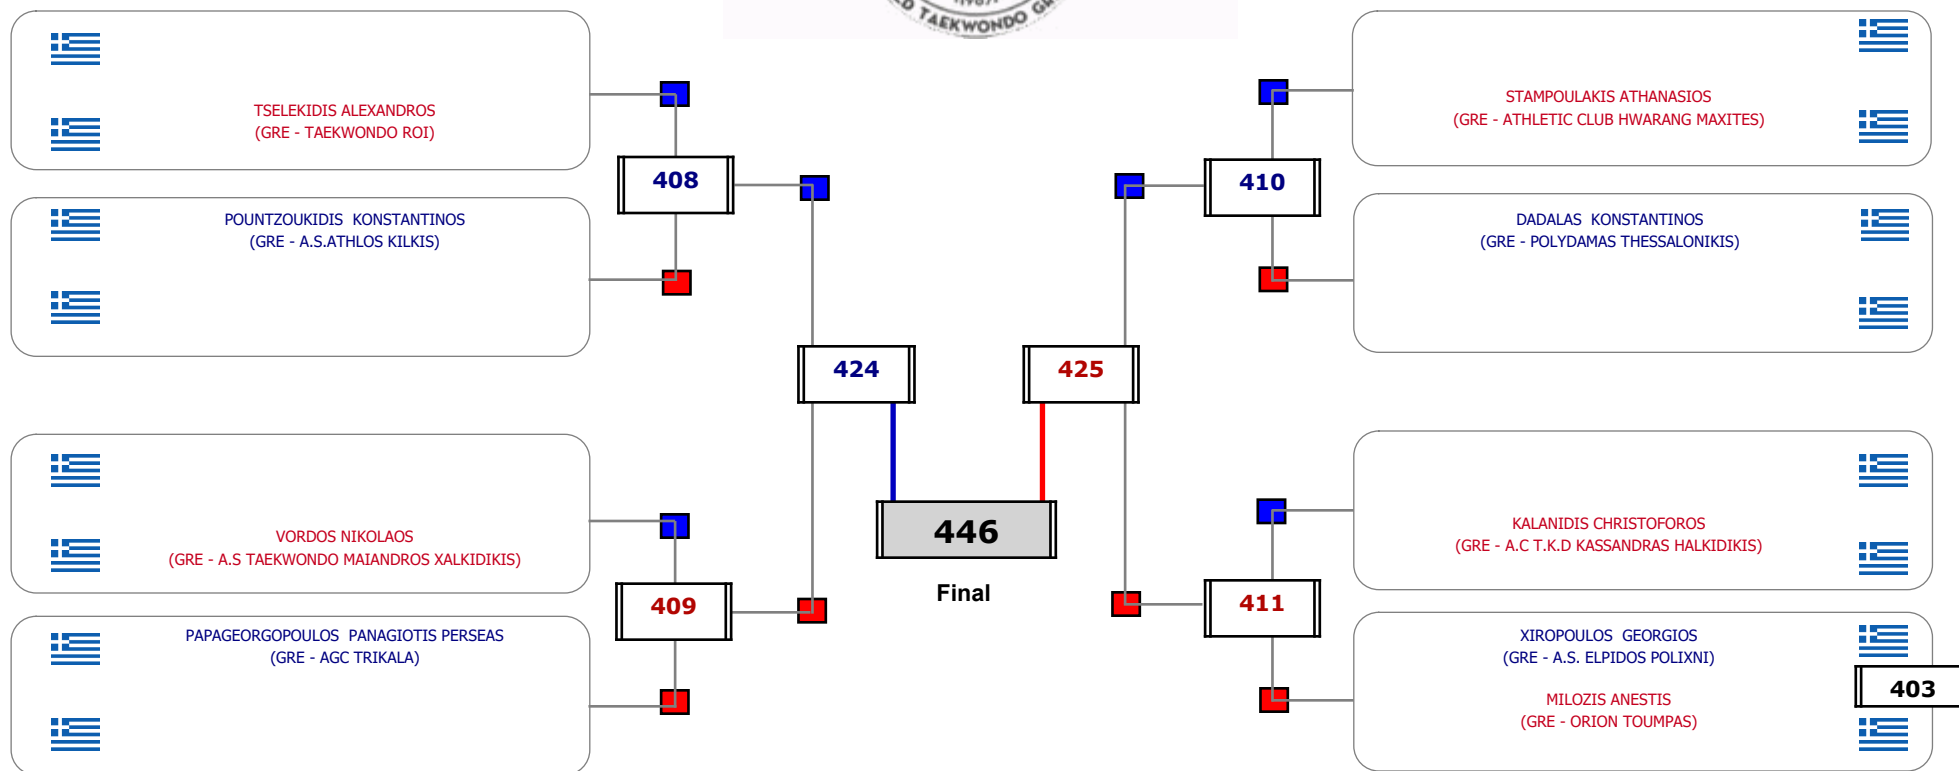 TAEKWONDO
TSELEKIDIS ALEXANDROS
(GRE - TAEKWONDO ROI)
STAMPOULAKIS ATHANASIOS
(GRE - ATHLETIC CLUB HWARANG MAXITES)
408
410
POUNTZOUKIDIS  KONSTANTINOS
(GRE - A.S.ATHLOS KILKIS)
DADALAS  KONSTANTINOS
(GRE - POLYDAMAS THESSALONIKIS)
424
425
VORDOS NIKOLAOS
(GRE - A.S TAEKWONDO MAIANDROS XALKIDIKIS)
446
Final
KALANIDIS CHRISTOFOROS
(GRE - A.C T.K.D KASSANDRAS HALKIDIKIS)
409
411
PAPAGEORGOPOULOS  PANAGIOTIS PERSEAS
(GRE - AGC TRIKALA)
XIROPOULOS  GEORGIOS
(GRE - A.S. ELPIDOS POLIXNI)
403
MILOZIS ANESTIS
(GRE - ORION TOUMPAS)